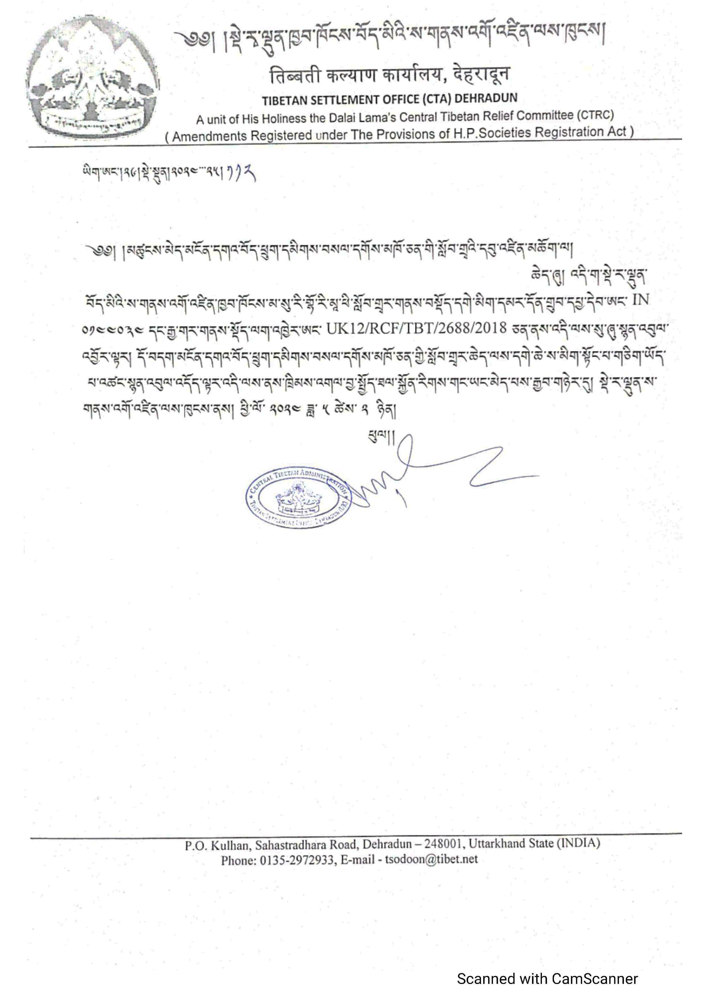 ༄༅། །སྡེ་ར་ལྡུན་ཁྱབ་ཁོངས་བོད་མིའི་ས་གནས་འགོ་འཛིན་ལས་ཁུངས།
तिब्बती कल्याण कार्यालय, देहरादून
TIBETAN SETTLEMENT OFFICE (CTA) DEHRADUN
A unit of His Holiness the Dalai Lama's Central Tibetan Relief Committee (CTRC)
( Amendments Registered under The Provisions of H.P.Societies Registration Act )
ཡིག་ཨང་།༢༦།སྡེ་སྡུན།༢༠༢༤་་་༢༥།༡༡༢
༄༅། །མཚུངས་མེད་མངོན་དགའ་བོད་ཕྲུག་དམིགས་བསལ་དགོས་མཁོ་ཅན་གི་སློབ་གྲྭའི་དབུ་འཛིན་མཆོག་ལ།
ཆེད་ཞུ། འདི་ག་སྡེ་ར་ལྡུན་
བོད་མིའི་ས་གནས་འགོ་འཛིན་ཁྱབ་ཁོངས་མ་སུ་རི་རྷོ་རི་མཱ་ཕི་སློབ་གྲྭར་གནས་བསྡོད་དགེ་མིག་དམར་དོན་གྲུབ་དཔྱ་དེབ་ཨང་ IN
༠༡༤༤༠༣༤ དང་རྒྱ་གར་གནས་སྡོད་ལག་འཁྱེར་ཨང་ UK12/RCF/TBT/2688/2018 ཅན་ནས་འདི་ལས་སུ་ཞུ་སྙན་འབུལ་
འབྱོར་ལྟར། དོ་བདག་མངོན་དགའ་བོད་ཕྲུག་དམིགས་བསལ་དགོས་མཁོ་ཅན་གྱི་སློབ་གྲྭར་ཆེད་ལས་དགེ་ཆེ་ས་མིག་སྟོང་པ་གཅིག་ཡོད་
པ་འཚང་སྙན་འབུལ་འདོད་ལྟར་འདི་ལས་ནས་ཁྲིམས་འགལ་བྱ་སྤྱོད་ཐལ་སྐྱོན་རིགས་གང་ཡང་མེད་པས་རྒྱབ་གཉེར་དུ། སྡེ་ར་ལྡུན་ས་
གནས་འགོ་འཛིན་ལས་ཁུངས་ནས། ཕྱི་ལོ་ ༢༠༢༤ ཟླ་ ༥ ཚེས་ ༢ ཉིན།
ཕུལ།།
CENTRAL TIBETAN ADMINISTRATION
TIBETAN SETTLEMENT OFFICE, DEHRADUN (UK)
P.O. Kulhan, Sahastradhara Road, Dehradun – 248001, Uttarkhand State (INDIA)
Phone: 0135-2972933, E-mail - tsodoon@tibet.net
Scanned with CamScanner